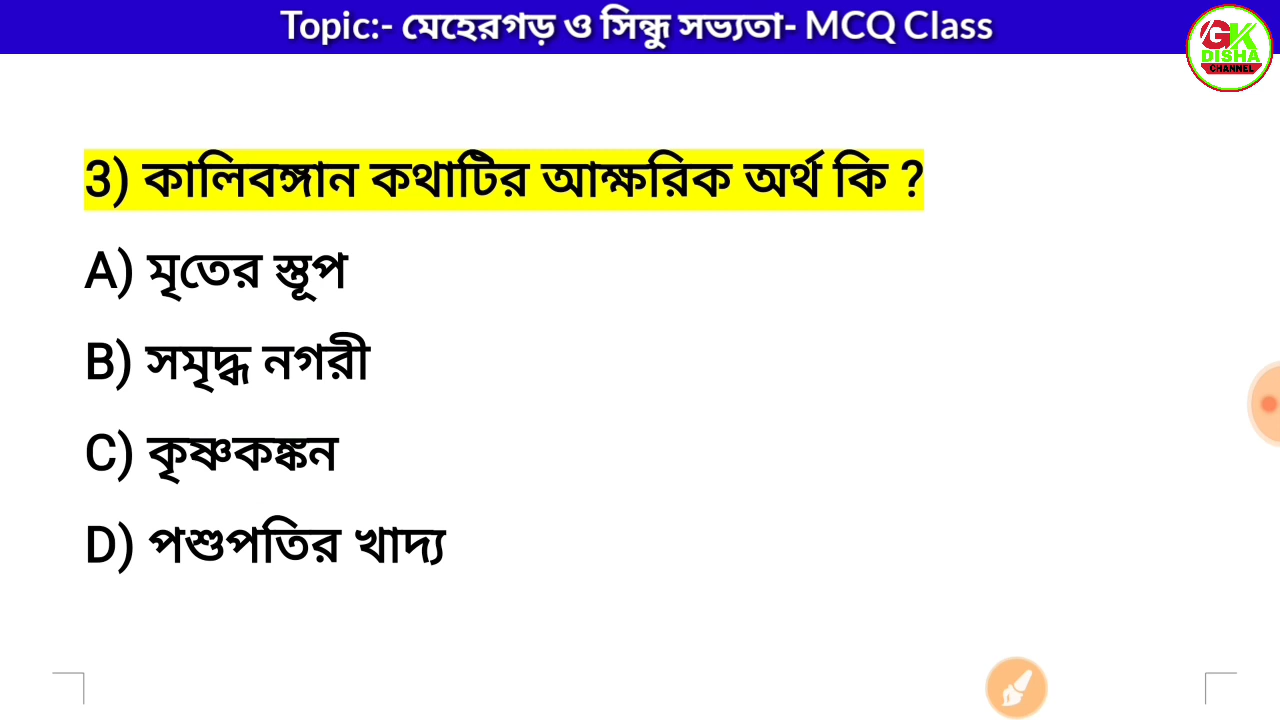 Topic:- মেহেরগড় ও সিন্ধু সভ্যতা- MCQ Class
GK
DISHA
CHANNEL
3) কালিবঙ্গান কথাটির আক্ষরিক অর্থ কি ?
A) মৃতের স্তূপ
B) সমৃদ্ধ নগরী
C) কৃষ্ণকঙ্কন
D) পশুপতির খাদ্য